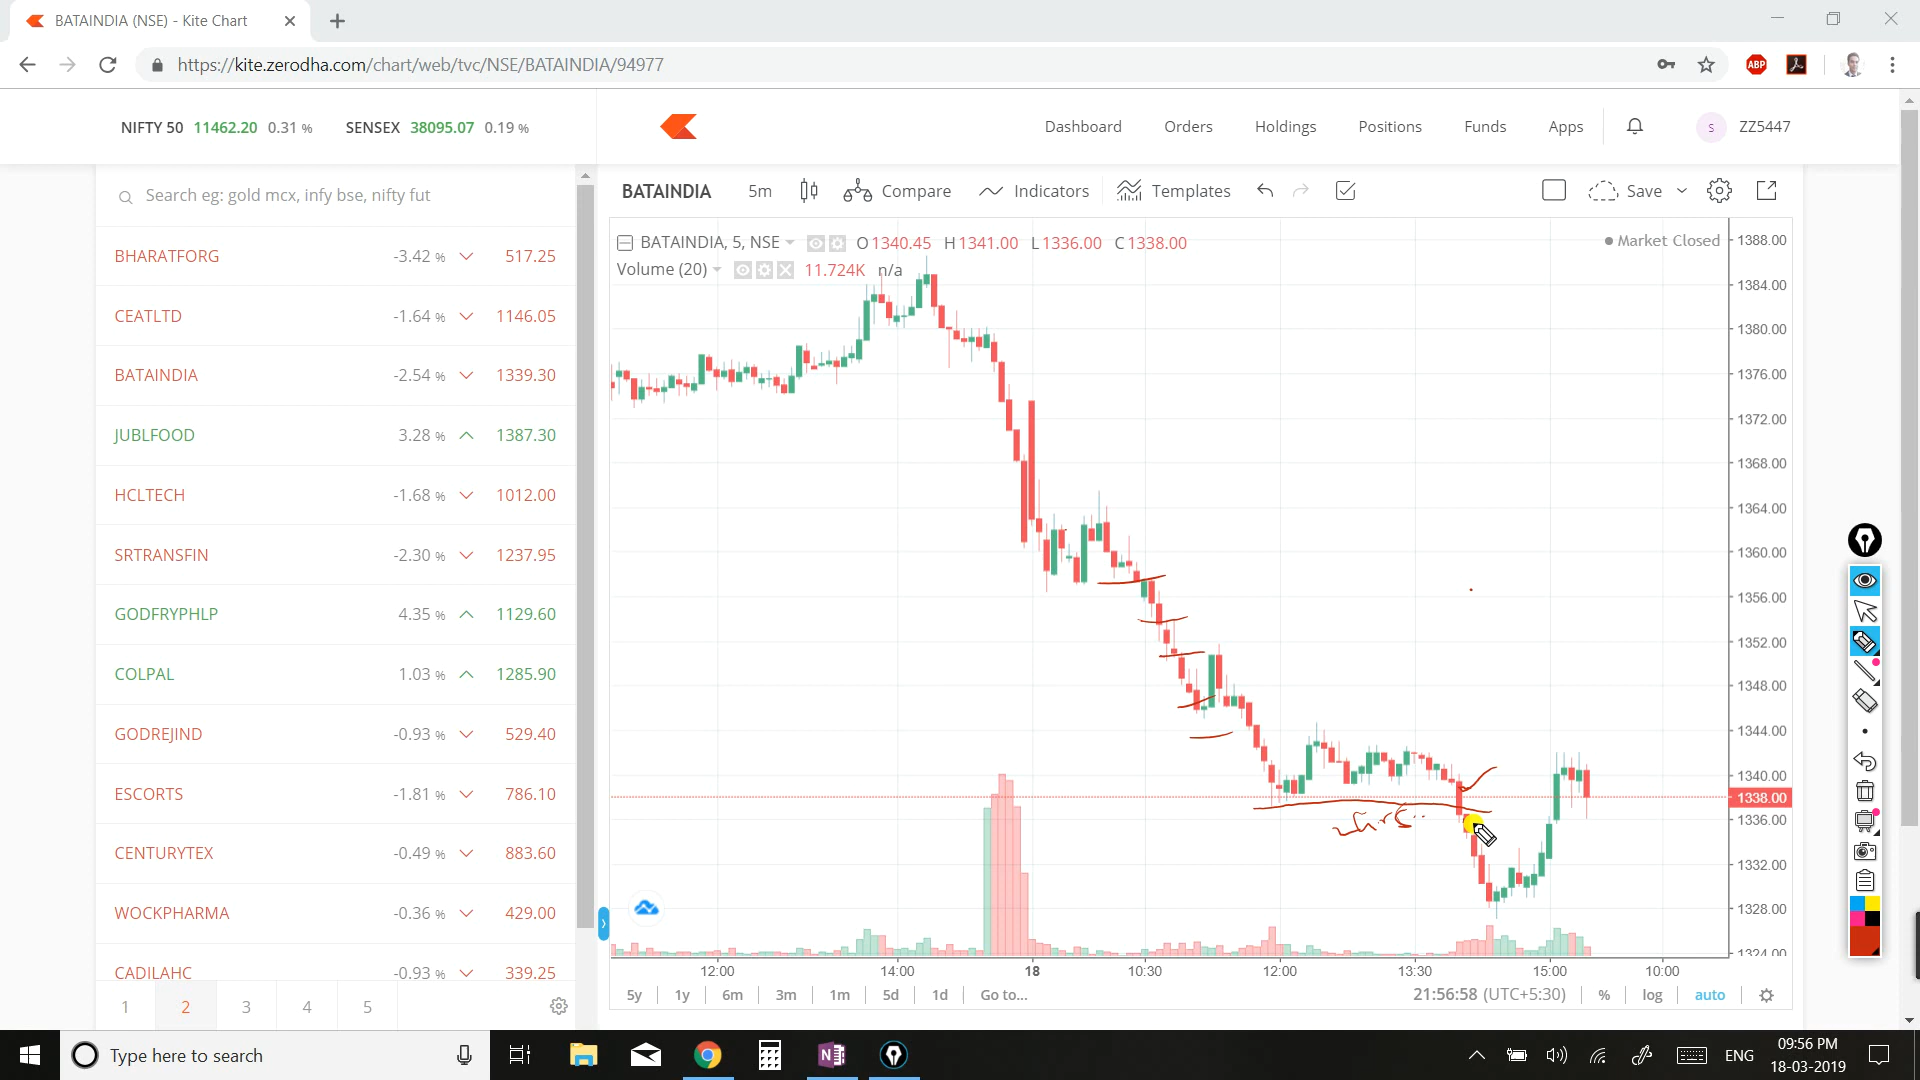 BATAINDIA (NSE) - Kite Chart
https://kite.zerodha.com/chart/web/tvc/NSE/BATAINDIA/94977
ABP
NIFTY 50 11462.20 0.31 % SENSEX 38095.07 0.19 %
Dashboard Orders Holdings Positions Funds Apps S ZZ5447
Search eg: gold mcx, infy bse, nifty fut
BHARATFORG -3.42 % 517.25
CEATLTD -1.64 % 1146.05
BATAINDIA -2.54 % 1339.30
JUBLFOOD 3.28 % 1387.30
HCLTECH -1.68 % 1012.00
SRTRANSFIN -2.30 % 1237.95
GODFRYPHLP 4.35 % 1129.60
COLPAL 1.03 % 1285.90
GODREJIND -0.93 % 529.40
ESCORTS -1.81 % 786.10
CENTURYTEX -0.49 % 883.60
WOCKPHARMA -0.36 % 429.00
CADILAHC -0.93 % 339.25
1 2 3 4 5
BATAINDIA 5m Compare Indicators Templates Save
BATAINDIA, 5, NSE O1340.45 H1341.00 L1336.00 C1338.00
Market Closed
Volume (20) 11.724K n/a
1388.00
1384.00
1380.00
1376.00
1372.00
1368.00
1364.00
1360.00
1356.00
1352.00
1348.00
1344.00
1340.00
1338.00
1336.00
1332.00
1328.00
1324.00
12:00 14:00 18 10:30 12:00 13:30 15:00 10:00
5y 1y 6m 3m 1m 5d 1d Go to... 21:56:58 (UTC+5:30) % log auto
Type here to search
N
ENG
09:56 PM
18-03-2019